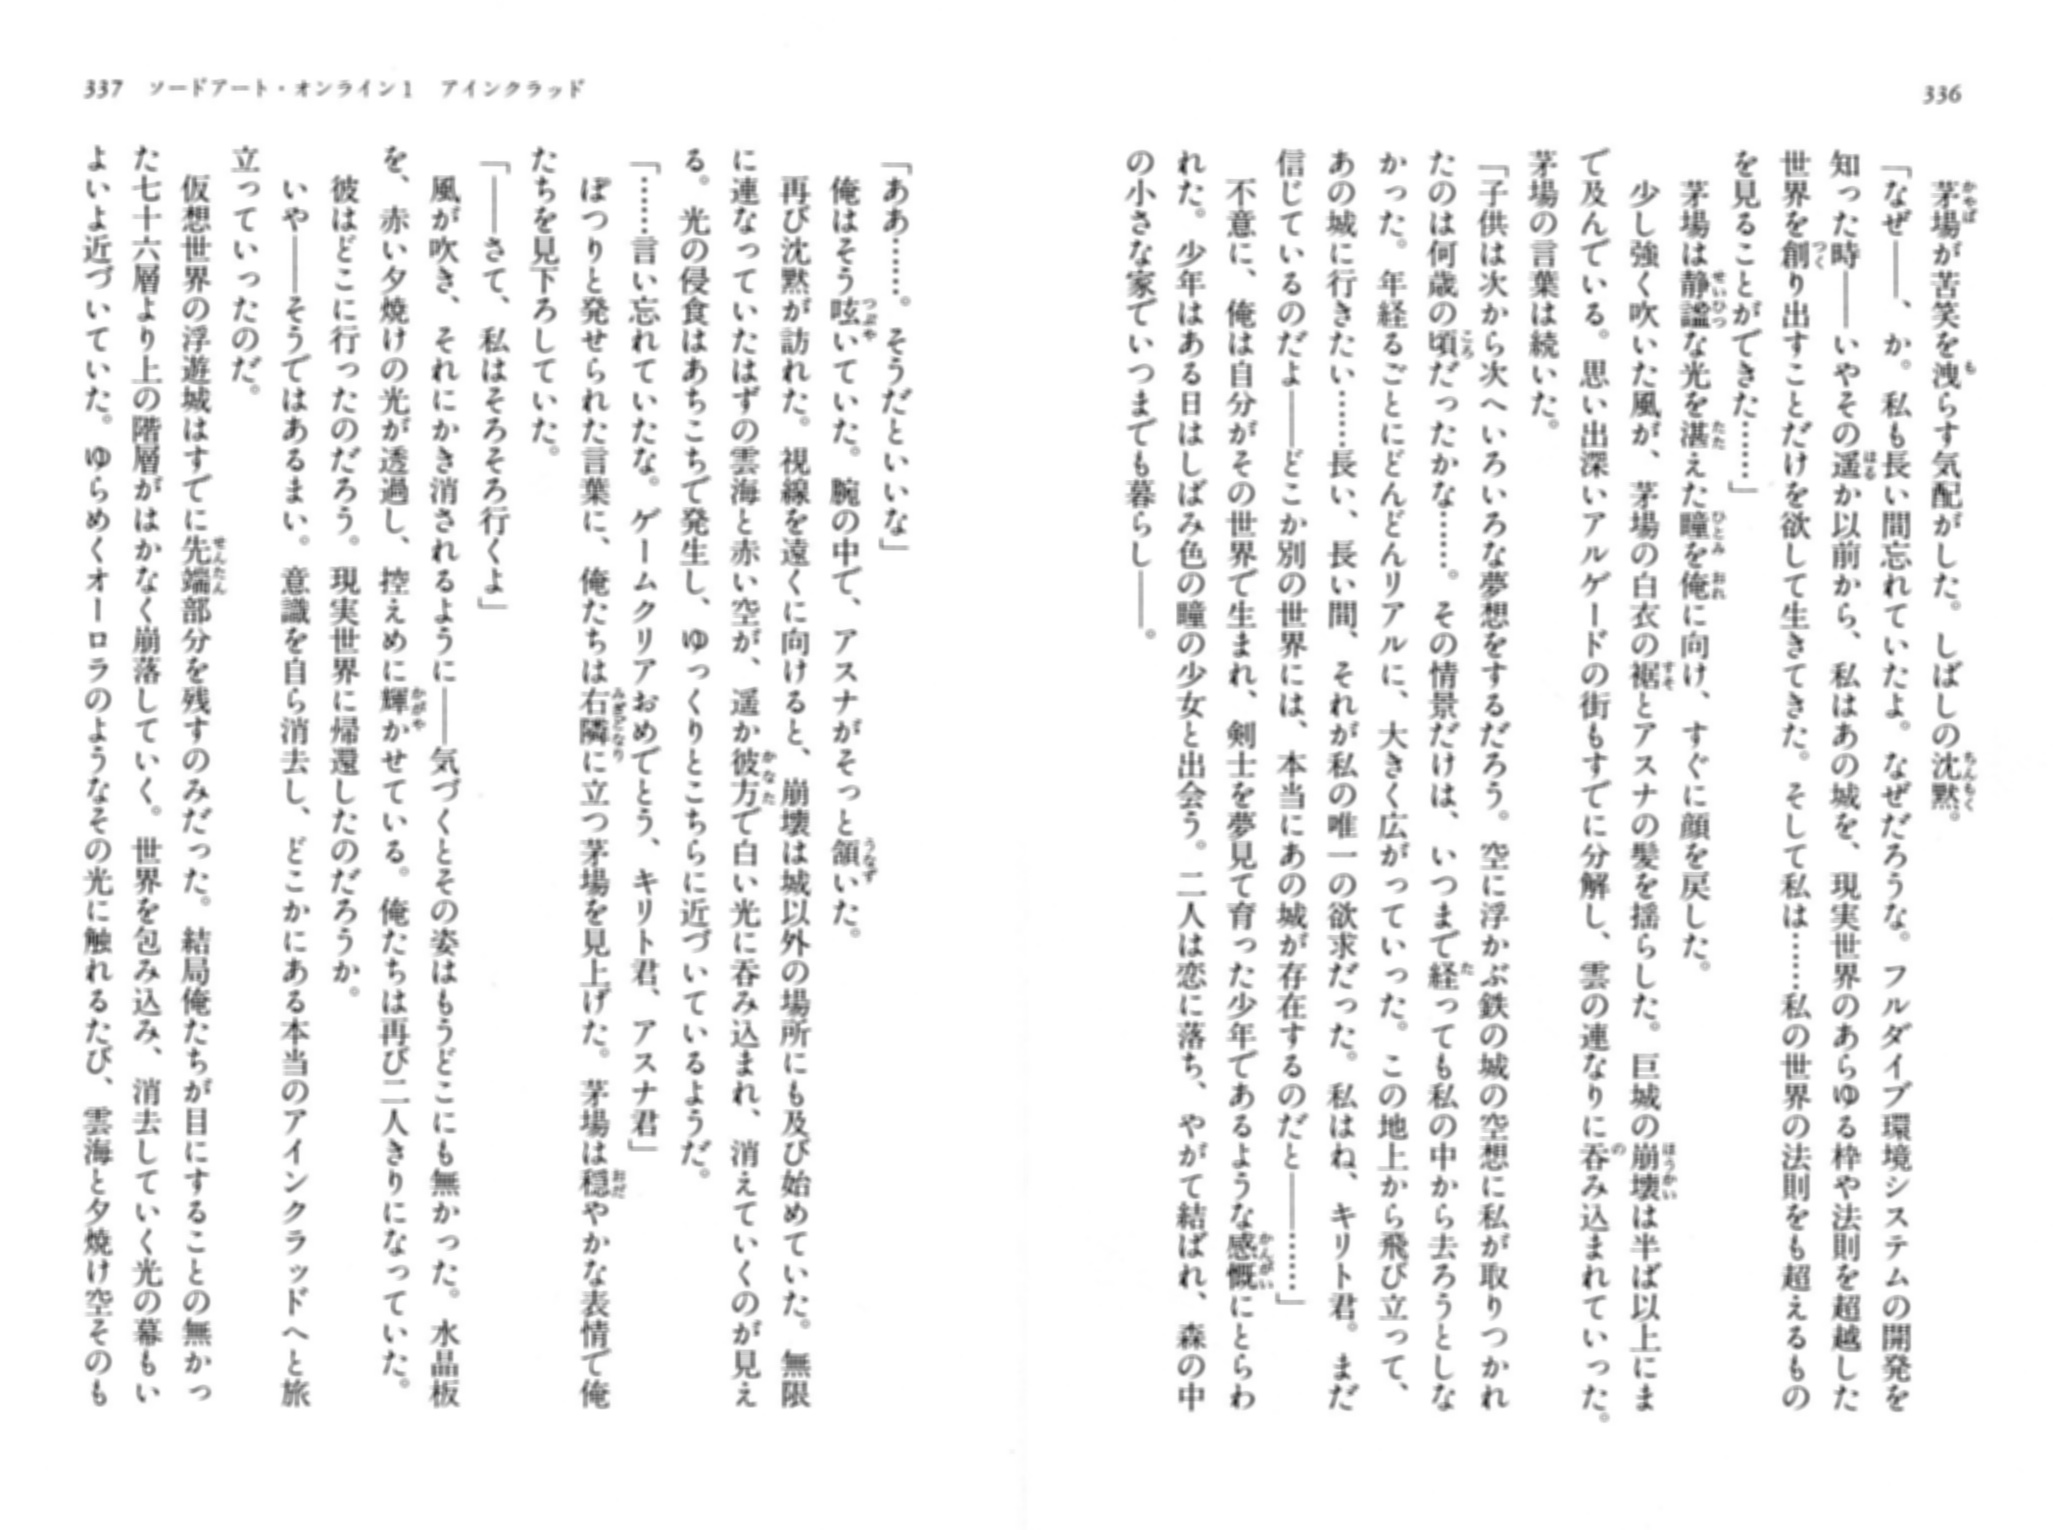 336
茅場が苦笑を洩らす気配がした。しばしの沈黙。
「なぜ――、か。私も長い間忘れていたよ。なぜだろうな。フルダイブ環境システムの開発を
知った時――いやその遥か以前から、私はあの城を、現実世界のあらゆる枠や法則を超越した
世界を創り出すことだけを欲して生きてきた。そして私は……私の世界の法則をも超えるもの
を見ることができた……」
茅場は静謐な光を湛えた瞳を俺に向け、すぐに顔を戻した。
少し強く吹いた風が、茅場の白衣の裾とアスナの髪を揺らした。巨城の崩壊は半ば以上にま
で及んでいる。思い出深いアルゲードの街もすでに分解し、雲の連なりに呑み込まれていった。
茅場の言葉は続いた。
「子供は次から次へいろいろな夢想をするだろう。空に浮かぶ鉄の城の空想に私が取りつかれ
たのは何歳の頃だったかな……。その情景だけは、いつまで経っても私の中から去ろうとしな
かった。年経るごとにどんどんリアルに、大きく広がっていった。この地上から飛び立って、
あの城に行きたい……長い、長い間、それが私の唯一の欲求だった。私はね、キリト君。まだ
信じているのだよ――どこか別の世界には、本当にあの城が存在するのだと――……」
不意に、俺は自分がその世界で生まれ、剣士を夢見て育った少年であるような感慨にとらわ
れた。少年はある日はしばみ色の瞳の少女と出会う。二人は恋に落ち、やがて結ばれ、森の中
の小さな家でいつまでも暮らし――。
337 ソードアート・オンライン1 アインクラッド
「ああ……。そうだといいな」
俺はそう呟いていた。腕の中で、アスナがそっと頷いた。
再び沈黙が訪れた。視線を遠くに向けると、崩壊は城以外の場所にも及び始めていた。無限
に連なっていたはずの雲海と赤い空が、遥か彼方で白い光に呑み込まれ、消えていくのが見え
る。光の侵食はあちこちで発生し、ゆっくりとこちらに近づいているようだ。
「……言い忘れていたな。ゲームクリアおめでとう、キリト君、アスナ君」
ぽつりと発せられた言葉に、俺たちは右隣に立つ茅場を見上げた。茅場は穏やかな表情で俺
たちを見下ろしていた。
「――さて、私はそろそろ行くよ」
風が吹き、それにかき消されるように――気づくとその姿はもうどこにも無かった。水晶板
を、赤い夕焼けの光が透過し、控えめに輝かせている。俺たちは再び二人きりになっていた。
彼はどこに行ったのだろう。現実世界に帰還したのだろうか。
いや――そうではあるまい。意識を自ら消去し、どこかにある本当のアインクラッドへと旅
立っていったのだ。
仮想世界の浮遊城はすでに先端部分を残すのみだった。結局俺たちが目にすることの無かっ
た七十六層より上の階層がはかなく崩落していく。世界を包み込み、消去していく光の幕もい
よいよ近づいていた。ゆらめくオーロラのようなその光に触れるたび、雲海と夕焼け空そのも